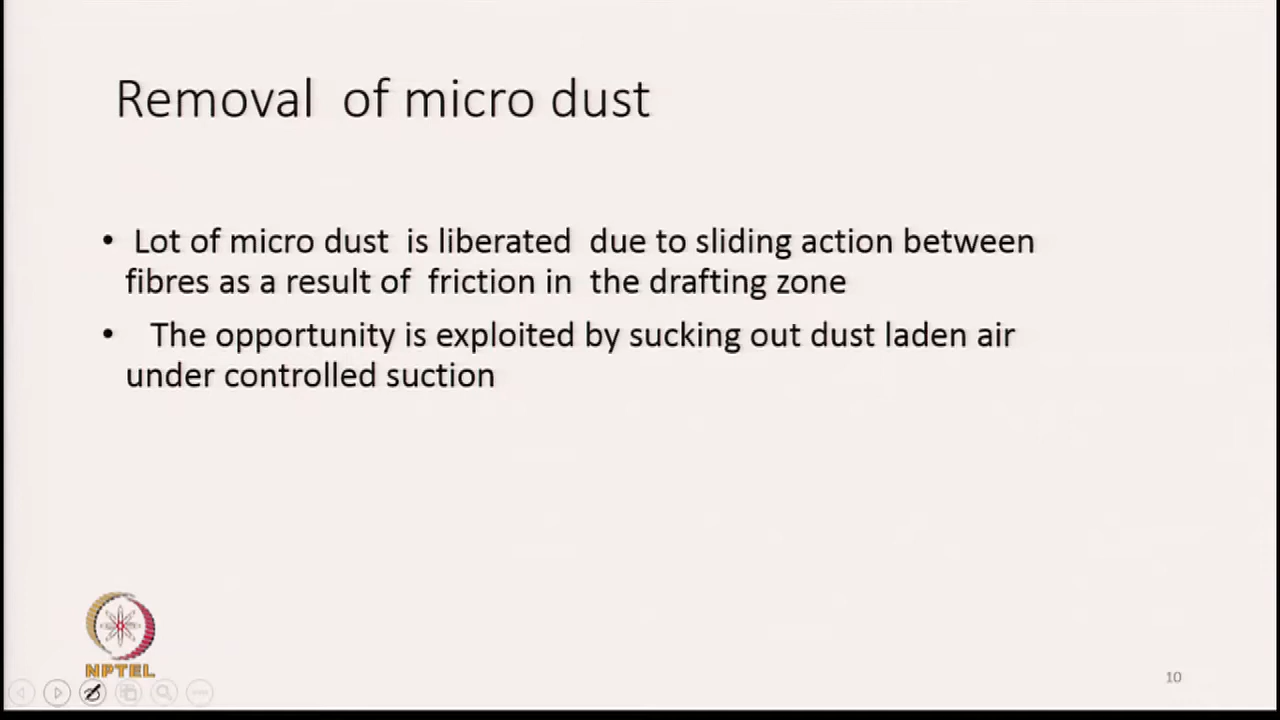 Removal of micro dust
• Lot of micro dust is liberated due to sliding action between
fibres as a result of friction in the drafting zone
• The opportunity is exploited by sucking out dust laden air
under controlled suction
NPTEL
10